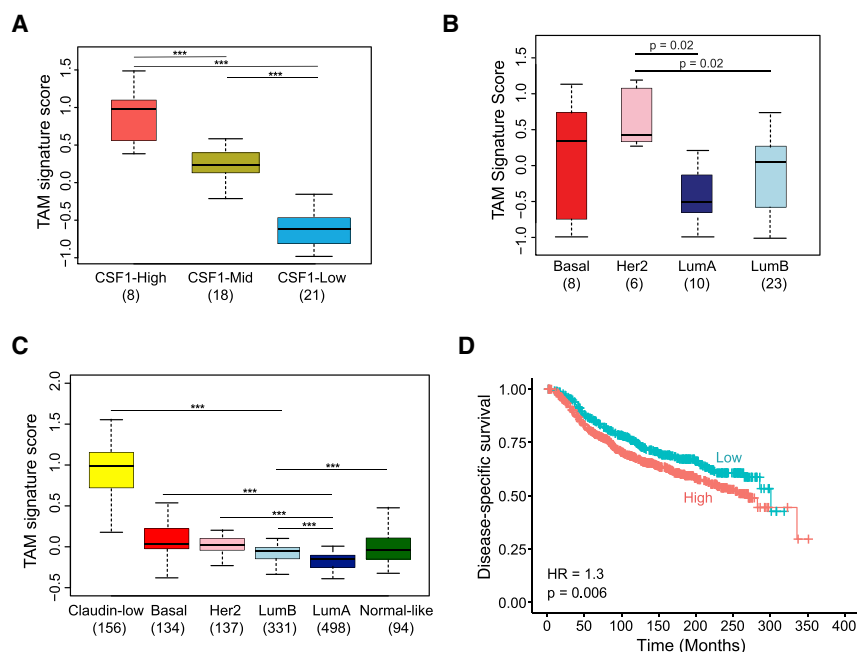 A
TAM signature score
1.5
1.0
0.5
0.0
−0.5
−1.0
***
***
***
CSF1-High
(8)
CSF1-Mid
(18)
CSF1-Low
(21)
B
TAM Signature Score
1.5
1.0
0.5
0.0
−0.5
−1.0
p = 0.02
p = 0.02
Basal
(8)
Her2
(6)
LumA
(10)
LumB
(23)
C
TAM signature score
2.0
1.5
1.0
0.5
0.0
−0.5
***
***
***
***
***
Claudin-low
(156)
Basal
(134)
Her2
(137)
LumB
(331)
LumA
(498)
Normal-like
(94)
D
Disease-specific survival
1.00
0.75
0.50
0.25
0.00
Low
High
HR = 1.3
p = 0.006
0 50 100 150 200 250 300 350 400
Time (Months)